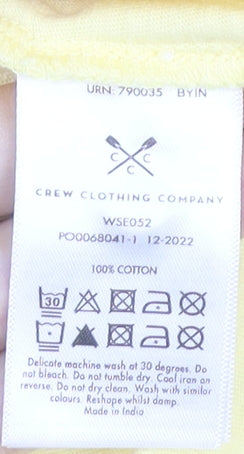 URN: 790035 BYIN
C C
C
CREW CLOTHING COMPANY
WSE052
PO0068041-1 12-2022
100% COTTON
30
Delicate machine wash at 30 degrees. Do
not bleach. Do not tumble dry. Cool iron on
reverse. Do not dry clean. Wash with similar
colours. Reshape whilst damp.
Made in India